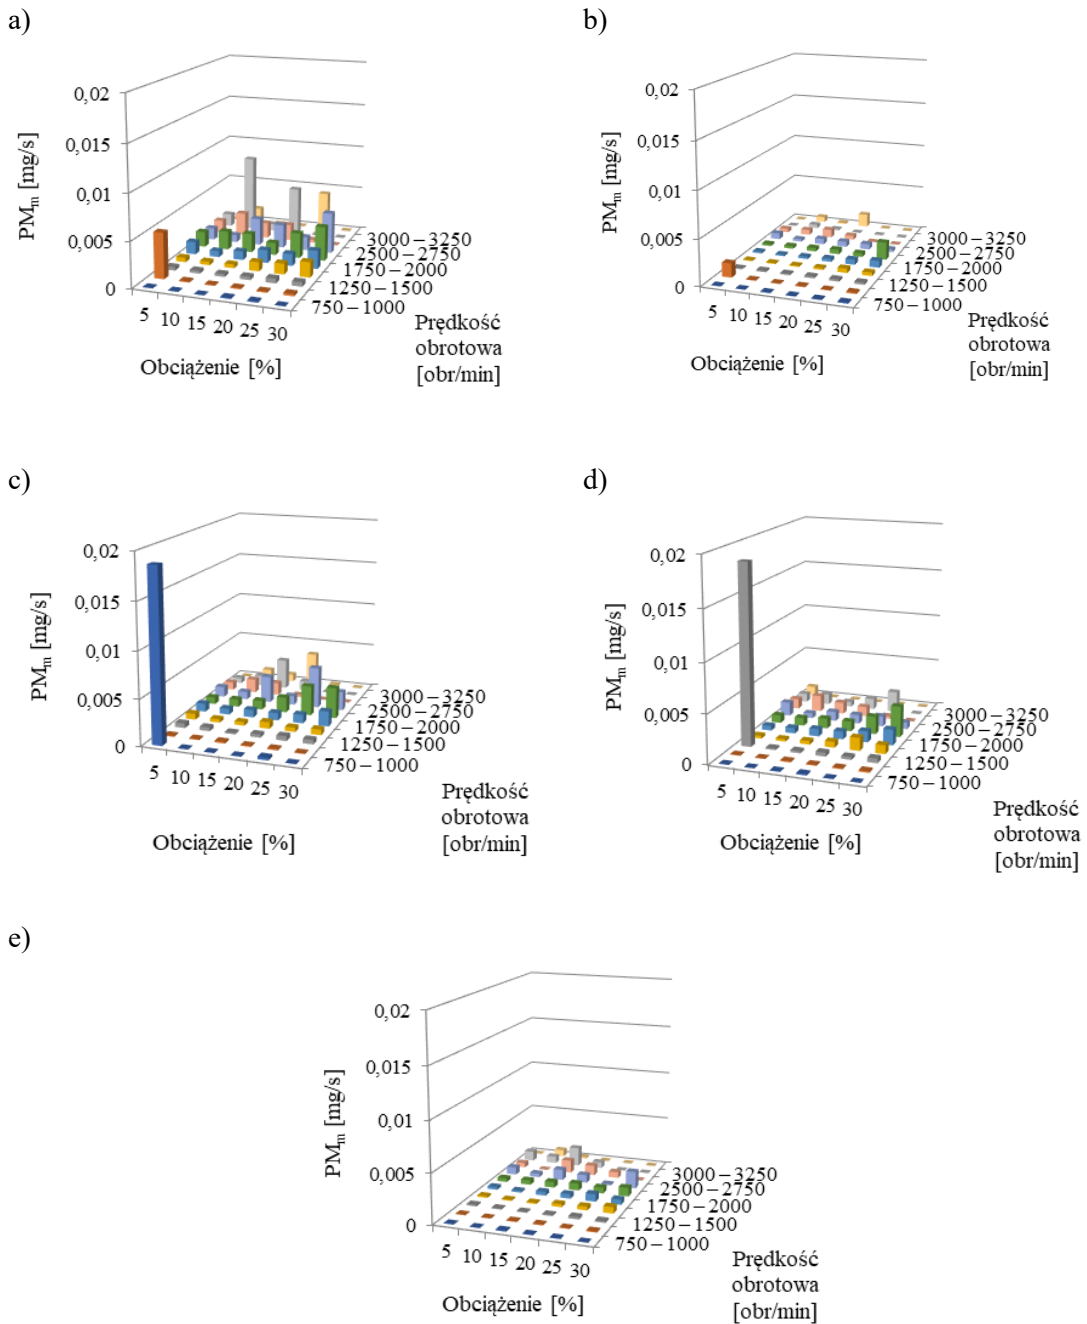 a)
0,02
0,015
0,01
0,005
0
PMm [mg/s]
5 10 15 20 25 30
Obciążenie [%]
3000 – 3250
2500 – 2750
1750 – 2000
1250 – 1500
750 – 1000
Prędkość
obrotowa
[obr/min]
b)
0,02
0,015
0,01
0,005
0
PMm [mg/s]
5 10 15 20 25 30
Obciążenie [%]
3000 – 3250
2500 – 2750
1750 – 2000
1250 – 1500
750 – 1000
Prędkość
obrotowa
[obr/min]
c)
0,02
0,015
0,01
0,005
0
PMm [mg/s]
5 10 15 20 25 30
Obciążenie [%]
3000 – 3250
2500 – 2750
1750 – 2000
1250 – 1500
750 – 1000
Prędkość
obrotowa
[obr/min]
d)
0,02
0,015
0,01
0,005
0
PMm [mg/s]
5 10 15 20 25 30
Obciążenie [%]
3000 – 3250
2500 – 2750
1750 – 2000
1250 – 1500
750 – 1000
Prędkość
obrotowa
[obr/min]
e)
0,02
0,015
0,01
0,005
0
PMm [mg/s]
5 10 15 20 25 30
Obciążenie [%]
3000 – 3250
2500 – 2750
1750 – 2000
1250 – 1500
750 – 1000
Prędkość
obrotowa
[obr/min]